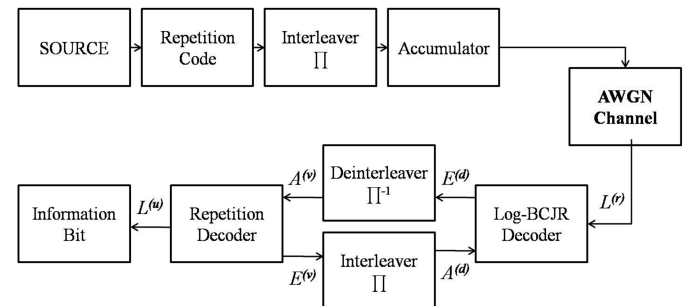 SOURCE
Repetition
Code
Interleaver
∏
Accumulator
AWGN
Channel
Information
Bit
L(u)
Repetition
Decoder
A(v)
Deinterleaver
∏-1
E(d)
Log-BCJR
Decoder
L(r)
E(v)
Interleaver
∏
A(d)